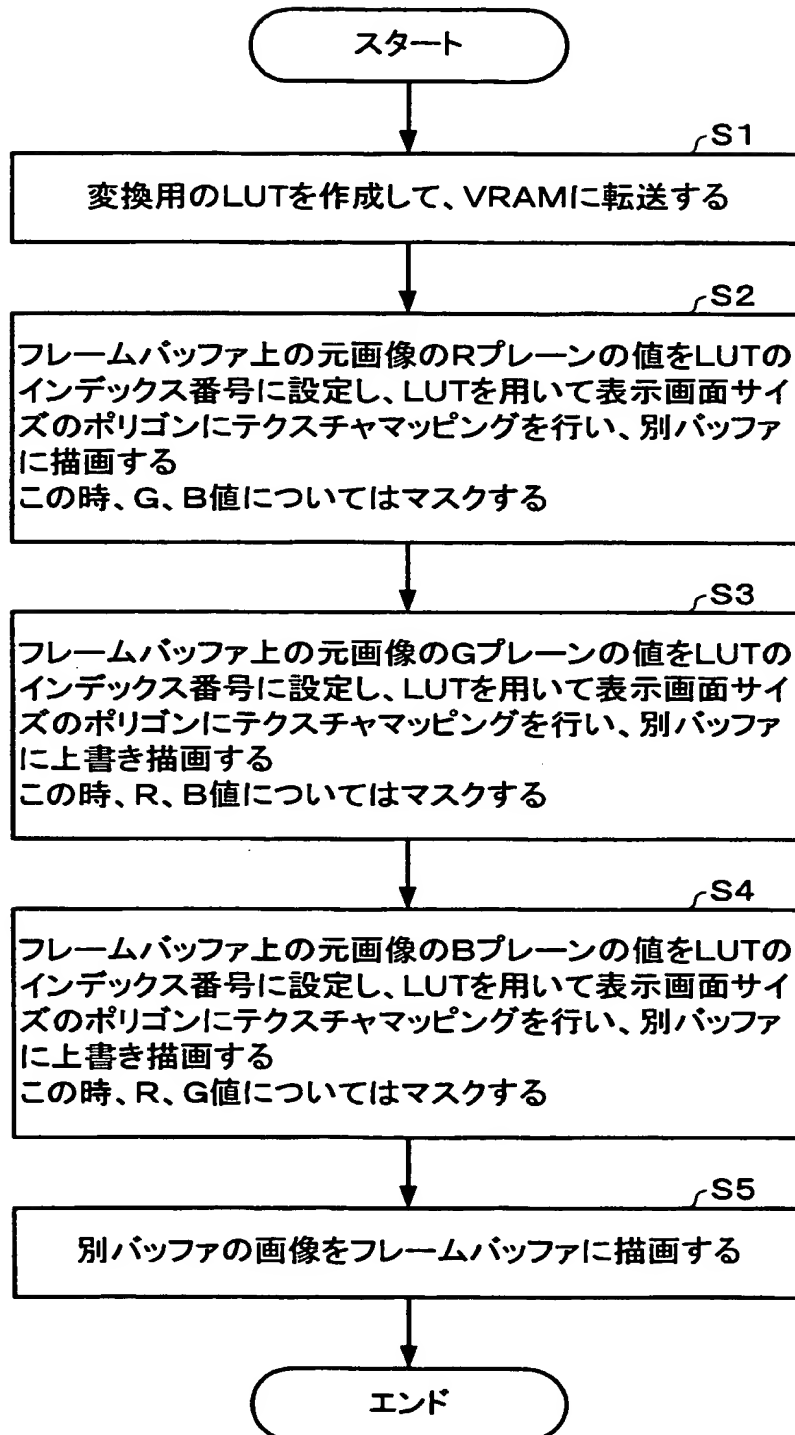 スタート
S1
変換用のLUTを作成して、VRAMに転送する
S2
フレームバッファ上の元画像のRプレーンの値をLUTの
インデックス番号に設定し、LUTを用いて表示画面サイ
ズのポリゴンにテクスチャマッピングを行い、別バッファ
に描画する
この時、G、B値についてはマスクする
S3
フレームバッファ上の元画像のGプレーンの値をLUTの
インデックス番号に設定し、LUTを用いて表示画面サイ
ズのポリゴンにテクスチャマッピングを行い、別バッファ
に上書き描画する
この時、R、B値についてはマスクする
S4
フレームバッファ上の元画像のBプレーンの値をLUTの
インデックス番号に設定し、LUTを用いて表示画面サイ
ズのポリゴンにテクスチャマッピングを行い、別バッファ
に上書き描画する
この時、R、G値についてはマスクする
S5
別バッファの画像をフレームバッファに描画する
エンド